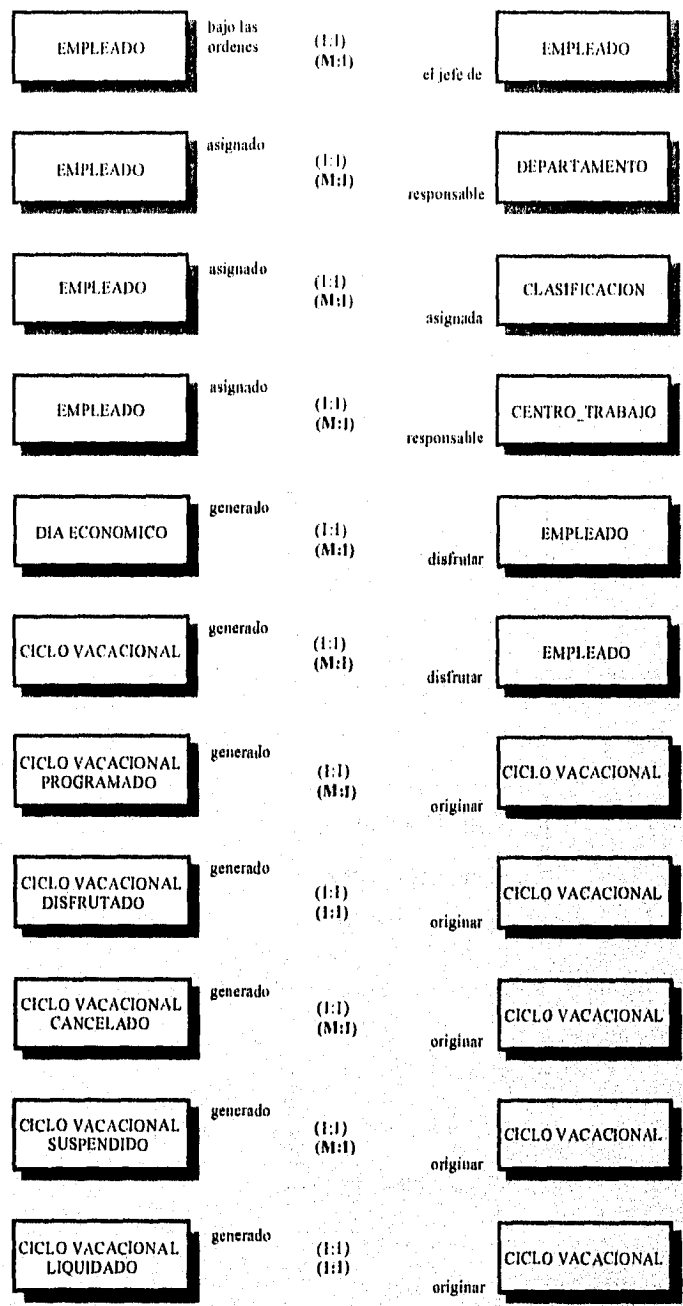 EMPLEADO bajo las ordenes (1:1) (M:1) el jefe de EMPLEADO
EMPLEADO asignado (1:1) (M:1) responsable DEPARTAMENTO
EMPLEADO asignado (1:1) (M:1) asignada CLASIFICACION
EMPLEADO asignado (1:1) (M:1) responsable CENTRO_TRABAJO
DIA ECONOMICO generado (1:1) (M:1) disfrutar EMPLEADO
CICLO VACACIONAL generado (1:1) (M:1) disfrutar EMPLEADO
CICLO VACACIONAL PROGRAMADO generado (1:1) (M:1) originar CICLO VACACIONAL
CICLO VACACIONAL DISFRUTADO generado (1:1) (1:1) originar CICLO VACACIONAL
CICLO VACACIONAL CANCELADO generado (1:1) (M:1) originar CICLO VACACIONAL
CICLO VACACIONAL SUSPENDIDO generado (1:1) (M:1) originar CICLO VACACIONAL
CICLO VACACIONAL LIQUIDADO generado (1:1) (1:1) originar CICLO VACACIONAL